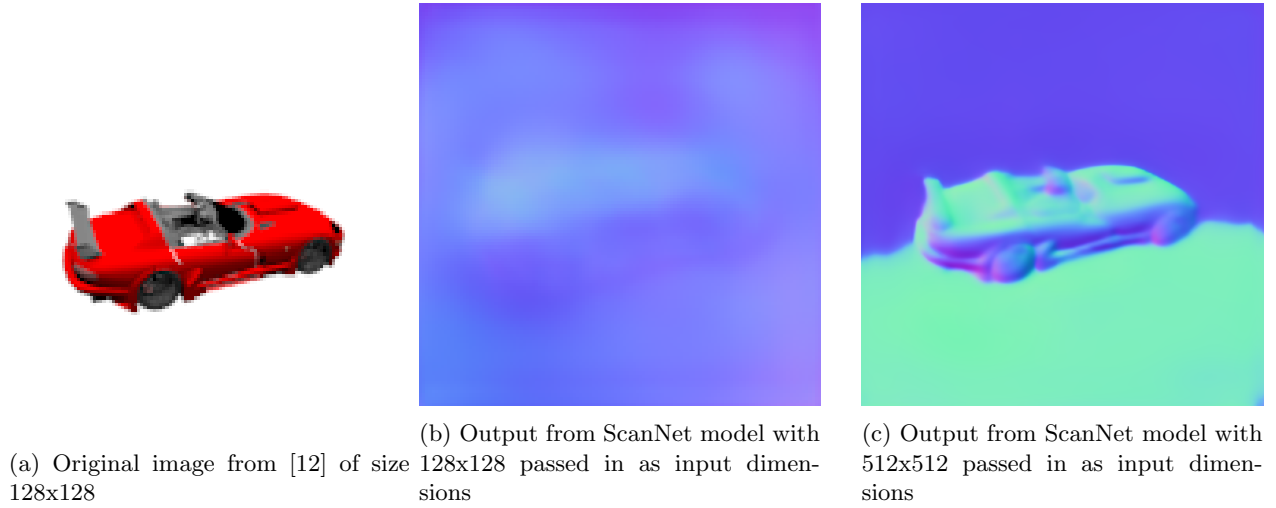 (a) Original image from [12] of size
128x128
(b) Output from ScanNet model with
128x128 passed in as input dimen-
sions
(c) Output from ScanNet model with
512x512 passed in as input dimen-
sions